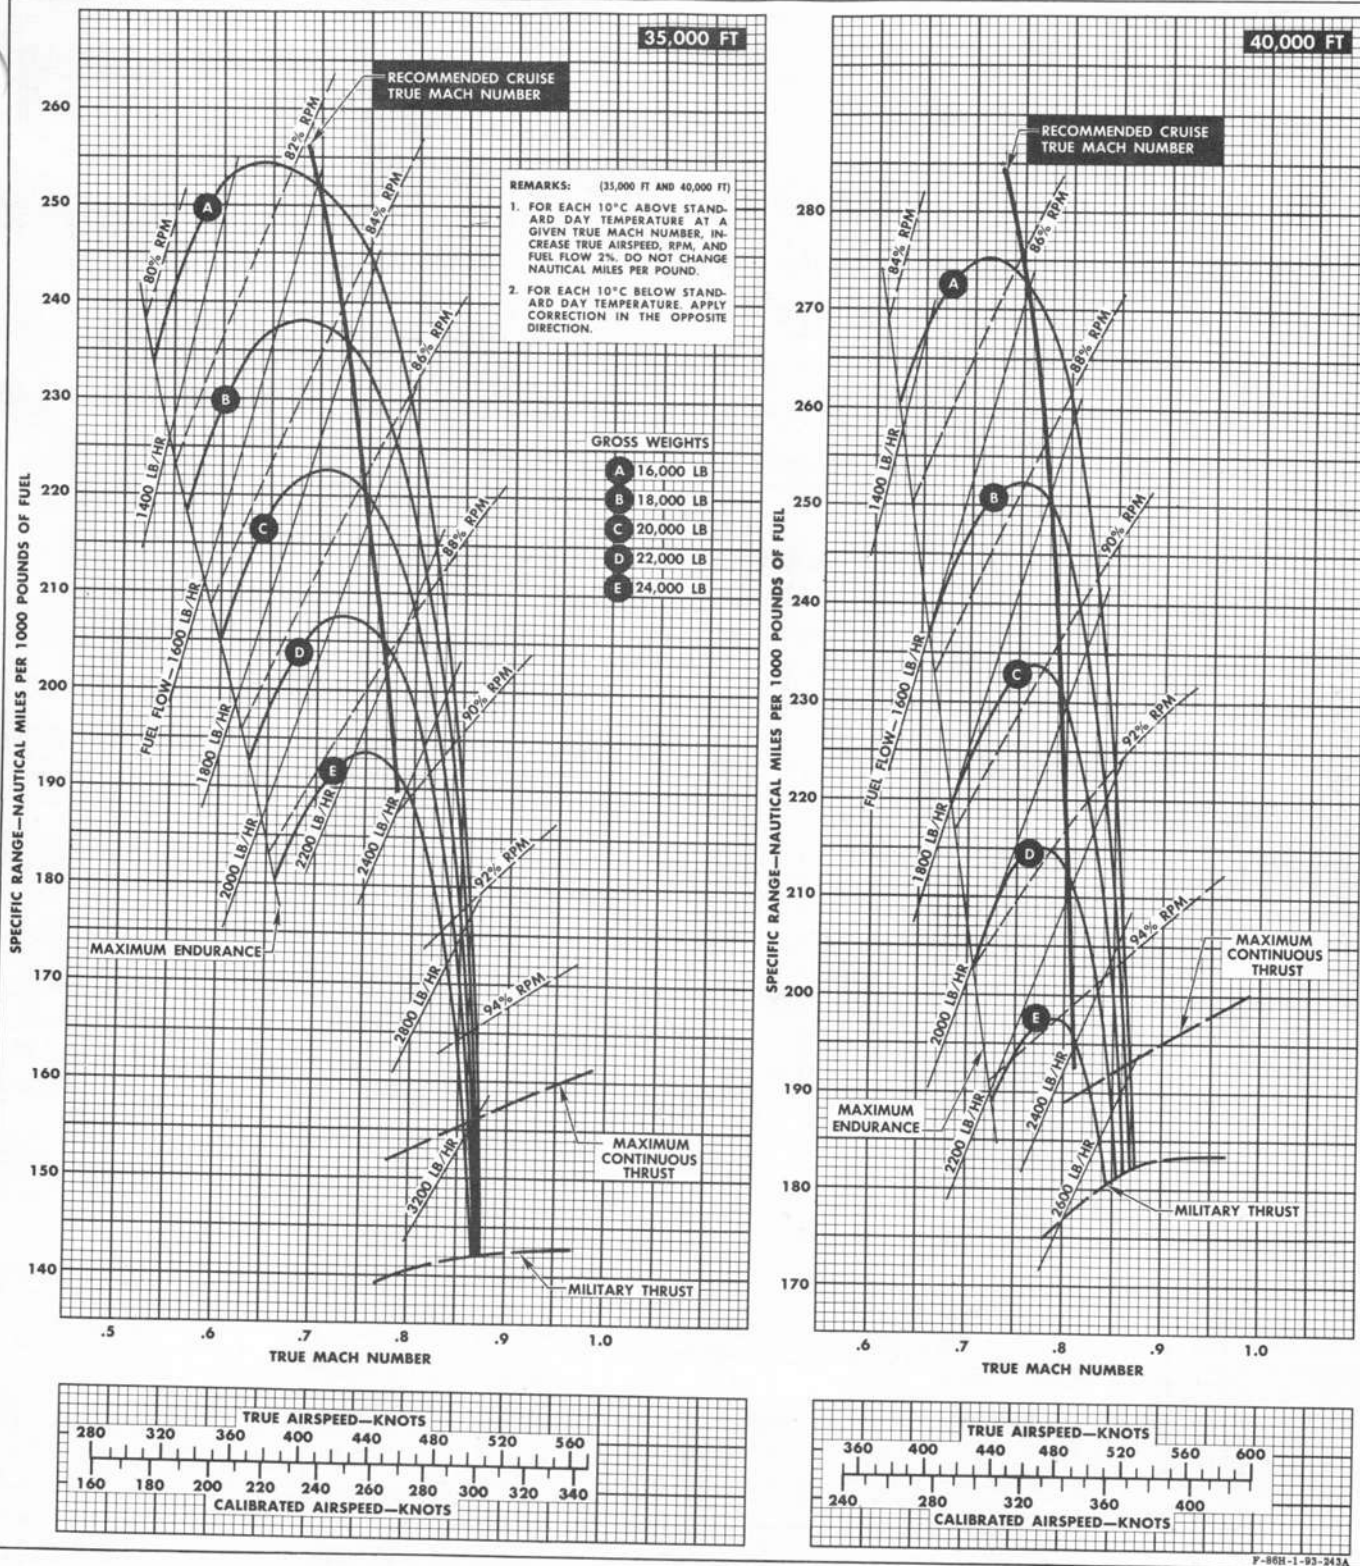 35,000 FT
RECOMMENDED CRUISE
TRUE MACH NUMBER
REMARKS: (35,000 FT AND 40,000 FT)
1. FOR EACH 10°C ABOVE STAND-
ARD DAY TEMPERATURE AT A
GIVEN TRUE MACH NUMBER, IN-
CREASE TRUE AIRSPEED, RPM, AND
FUEL FLOW 2%. DO NOT CHANGE
NAUTICAL MILES PER POUND.
2. FOR EACH 10°C BELOW STAND-
ARD DAY TEMPERATURE. APPLY
CORRECTION IN THE OPPOSITE
DIRECTION.
GROSS WEIGHTS
A 16,000 LB
B 18,000 LB
C 20,000 LB
D 22,000 LB
E 24,000 LB
SPECIFIC RANGE—NAUTICAL MILES PER 1000 POUNDS OF FUEL
260
250
240
230
220
210
200
190
180
170
160
150
140
80% RPM
82% RPM
84% RPM
86% RPM
88% RPM
90% RPM
92% RPM
94% RPM
A
B
C
D
E
1400 LB/HR
FUEL FLOW—1600 LB/HR
1800 LB/HR
2000 LB/HR
2200 LB/HR
2400 LB/HR
2800 LB/HR
3200 LB/HR
MAXIMUM ENDURANCE
MAXIMUM
CONTINUOUS
THRUST
MILITARY THRUST
.5 .6 .7 .8 .9 1.0
TRUE MACH NUMBER
TRUE AIRSPEED—KNOTS
280 320 360 400 440 480 520 560
160 180 200 220 240 260 280 300 320 340
CALIBRATED AIRSPEED—KNOTS
40,000 FT
RECOMMENDED CRUISE
TRUE MACH NUMBER
SPECIFIC RANGE—NAUTICAL MILES PER 1000 POUNDS OF FUEL
280
270
260
250
240
230
220
210
200
190
180
170
84% RPM
86% RPM
88% RPM
90% RPM
92% RPM
94% RPM
A
B
C
D
E
1400 LB/HR
FUEL FLOW—1600 LB/HR
1800 LB/HR
2000 LB/HR
2200 LB/HR
2400 LB/HR
2600 LB/HR
MAXIMUM
ENDURANCE
MAXIMUM
CONTINUOUS
THRUST
MILITARY THRUST
.6 .7 .8 .9 1.0
TRUE MACH NUMBER
TRUE AIRSPEED—KNOTS
360 400 440 480 520 560 600
240 280 320 360 400
CALIBRATED AIRSPEED—KNOTS
F-86H-1-93-243A